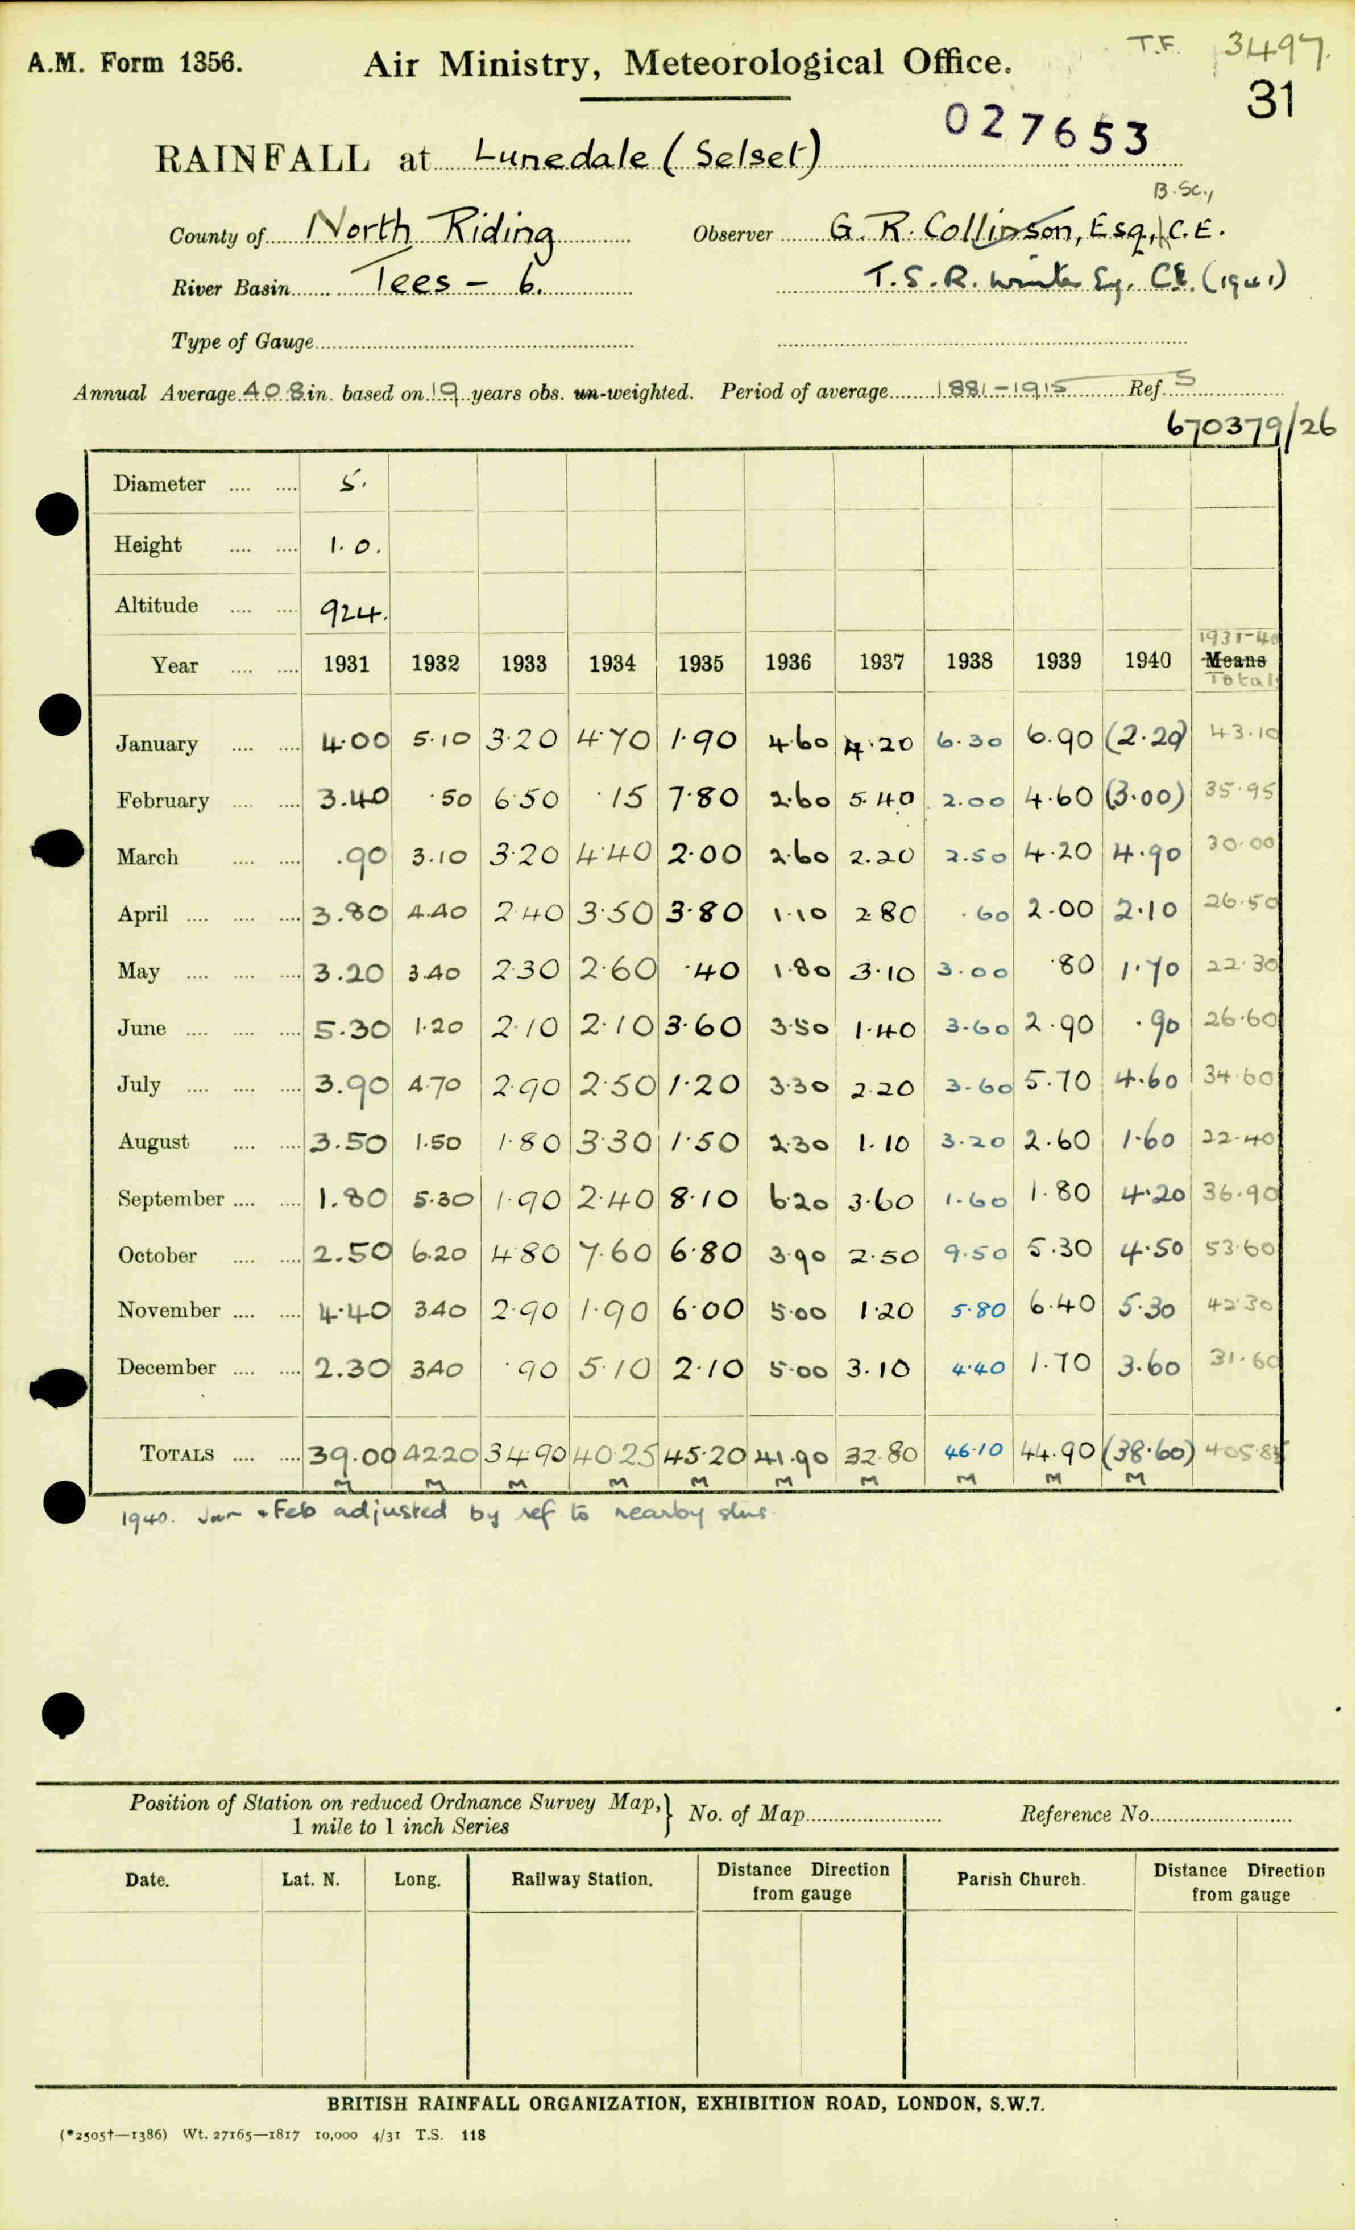 T.F. 3497.
A.M. Form 1356. Air Ministry, Meteorological Office.
31
027653
RAINFALL at Lunedale (Selset)
B.Sc.,
County of North Riding Observer G. R. Collinson, Esq., C.E.
River Basin Tees – 6. T.S.R. Winter Esq. C.E. (1941)
Type of Gauge
Annual Average 40.8 in. based on 19 years obs. un-weighted. Period of average 1881–1915 Ref. S
670379/26
Diameter .... .... 5.
Height .... .... 1.0.
Altitude .... .... 924.
1931-40
Year .... .... 1931 1932 1933 1934 1935 1936 1937 1938 1939 1940 Means
Totals
January .... .... 4.00 5.10 3.20 4.70 1.90 4.60 4.20 6.30 6.90 (2.20) 43.10
February .... .... 3.40 .50 6.50 .15 7.80 2.60 5.40 2.00 4.60 (3.00) 35.95
March .... .... .90 3.10 3.20 4.40 2.00 2.60 2.20 2.50 4.20 4.90 30.00
April .... .... .... 3.80 4.40 2.40 3.50 3.80 1.10 2.80 .60 2.00 2.10 26.50
May .... .... .... 3.20 3.40 2.30 2.60 .40 1.80 3.10 3.00 .80 1.70 22.30
June .... .... .... 5.30 1.20 2.10 2.10 3.60 3.50 1.40 3.60 2.90 .90 26.60
July .... .... .... 3.90 4.70 2.90 2.50 1.20 3.30 2.20 3.60 5.70 4.60 34.60
August .... .... 3.50 1.50 1.80 3.30 1.50 2.30 1.10 3.20 2.60 1.60 22.40
September .... .... 1.80 5.30 1.90 2.40 8.10 6.20 3.60 1.60 1.80 4.20 36.90
October .... .... 2.50 6.20 4.80 7.60 6.80 3.90 2.50 9.50 5.30 4.50 53.60
November .... .... 4.40 3.40 2.90 1.90 6.00 5.00 1.20 5.80 6.40 5.30 42.30
December .... .... 2.30 3.40 .90 5.10 2.10 5.00 3.10 4.40 1.70 3.60 31.60
TOTALS .... .... 39.00 42.20 34.90 40.25 45.20 41.90 32.80 46.10 44.90 (38.60) 405.85
M M M M M M M M M M
1940. Jan + Feb adjusted by ref to nearby stns.
Position of Station on reduced Ordnance Survey Map, } No. of Map Reference No.
1 mile to 1 inch Series
Date. Lat. N. Long. Railway Station. Distance Direction from gauge Parish Church. Distance Direction from gauge
BRITISH RAINFALL ORGANIZATION, EXHIBITION ROAD, LONDON, S.W.7.
(*2505†—1386) Wt. 27165—1817 10,000 4/31 T.S. 118